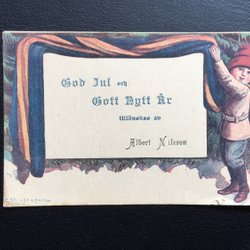 God Jul och
Gott Nytt År
tillönskas av
Albert Nilsson